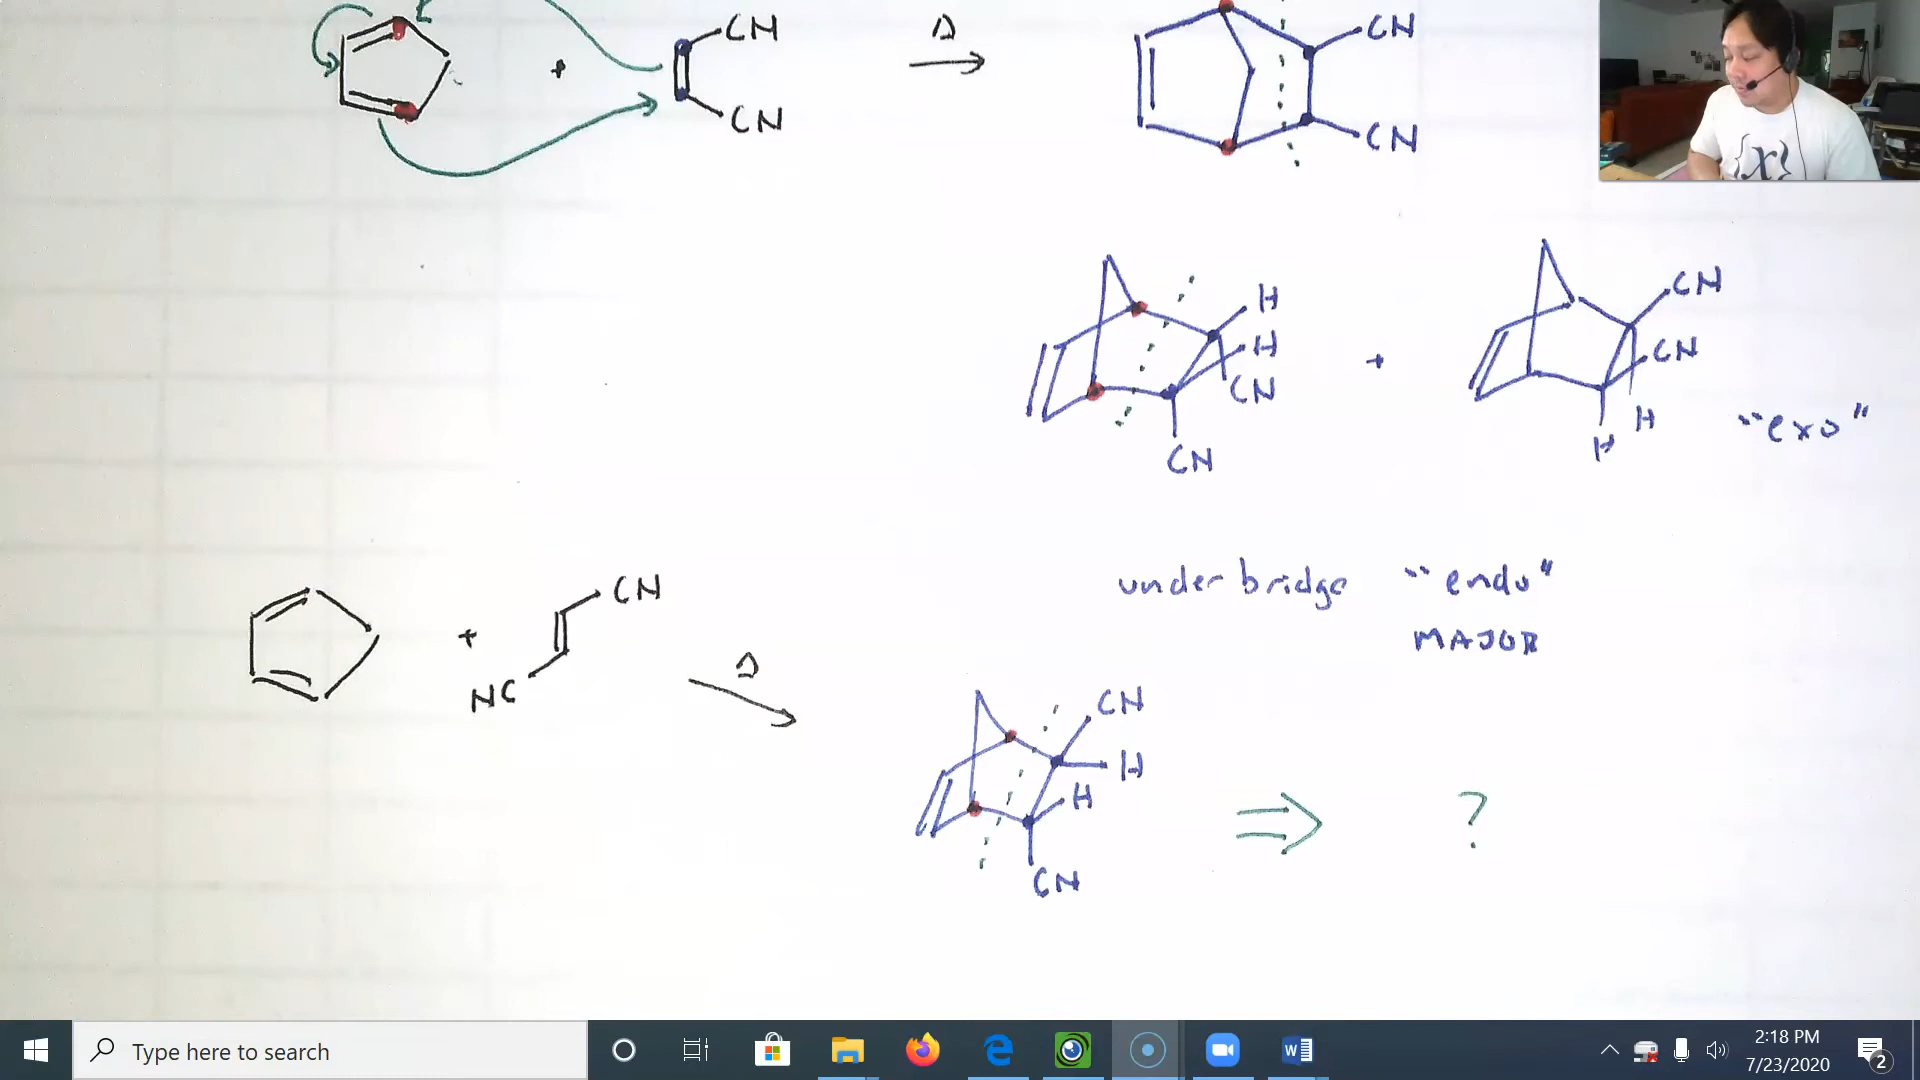 CN
+
Δ
CN
CN
CN
{x}
H
H
CN
CN
+
CN
CN
H
H
"exo"
under bridge "endo"
MAJOR
+
CN
NC
Δ
CN
H
H
CN
?
Type here to search
2:18 PM
7/23/2020
2